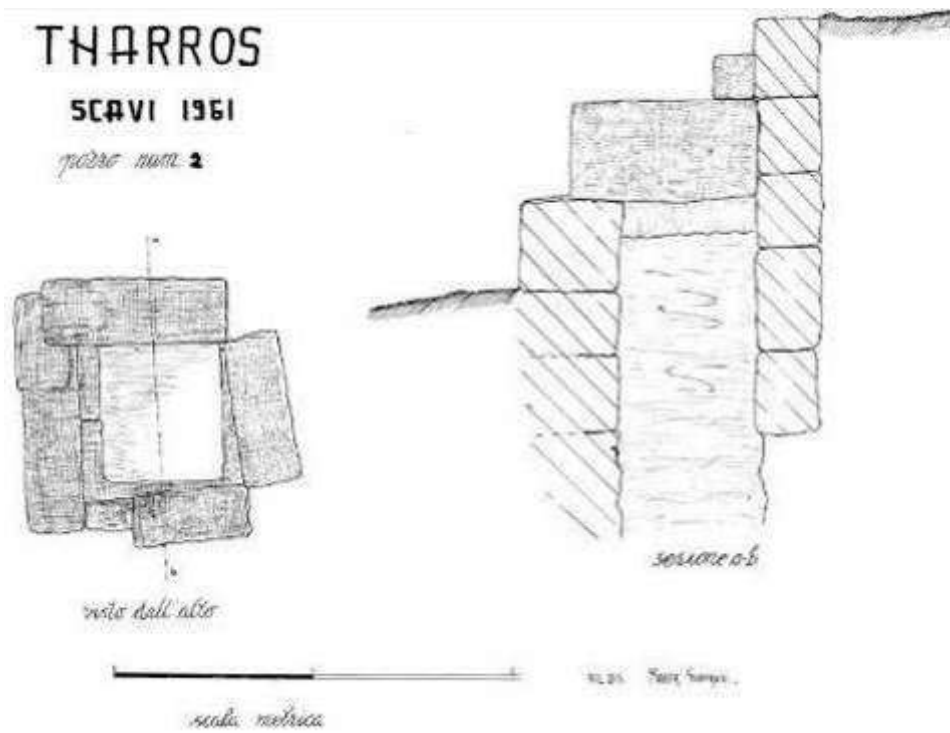 THARROS
SCAVI 1961
pozzo num 2
a
b
visto dall'alto
sezione a-b
scala metrica